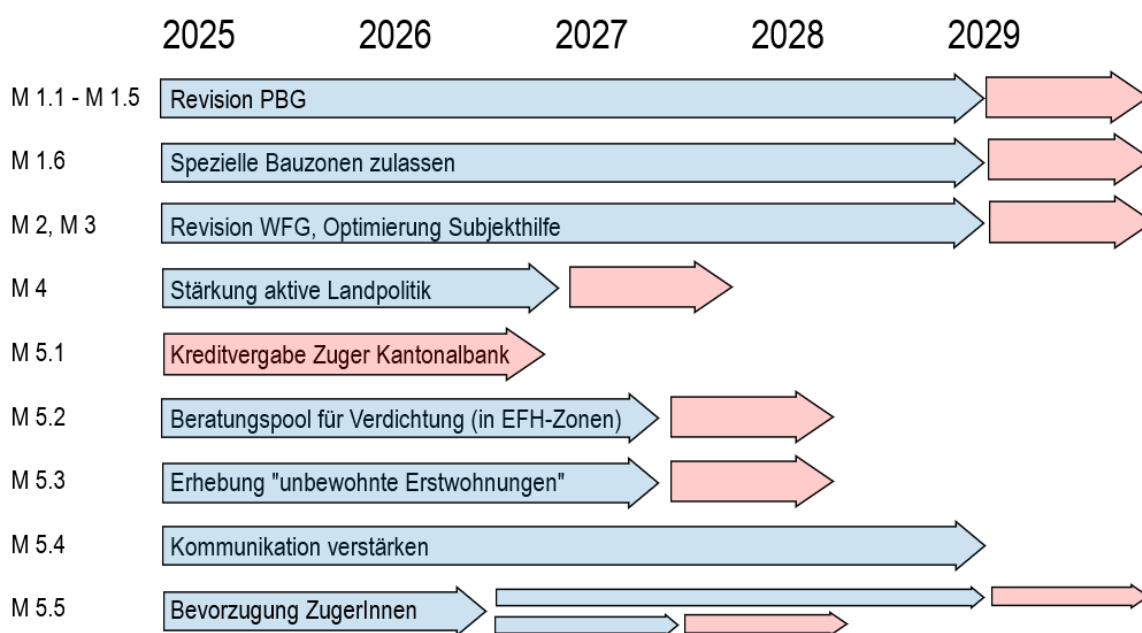 2025 2026 2027 2028 2029
M 1.1 - M 1.5 Revision PBG
M 1.6 Spezielle Bauzonen zulassen
M 2, M 3 Revision WFG, Optimierung Subjekthilfe
M 4 Stärkung aktive Landpolitik
M 5.1 Kreditvergabe Zuger Kantonalbank
M 5.2 Beratungspool für Verdichtung (in EFH-Zonen)
M 5.3 Erhebung "unbewohnte Erstwohnungen"
M 5.4 Kommunikation verstärken
M 5.5 Bevorzugung ZugerInnen